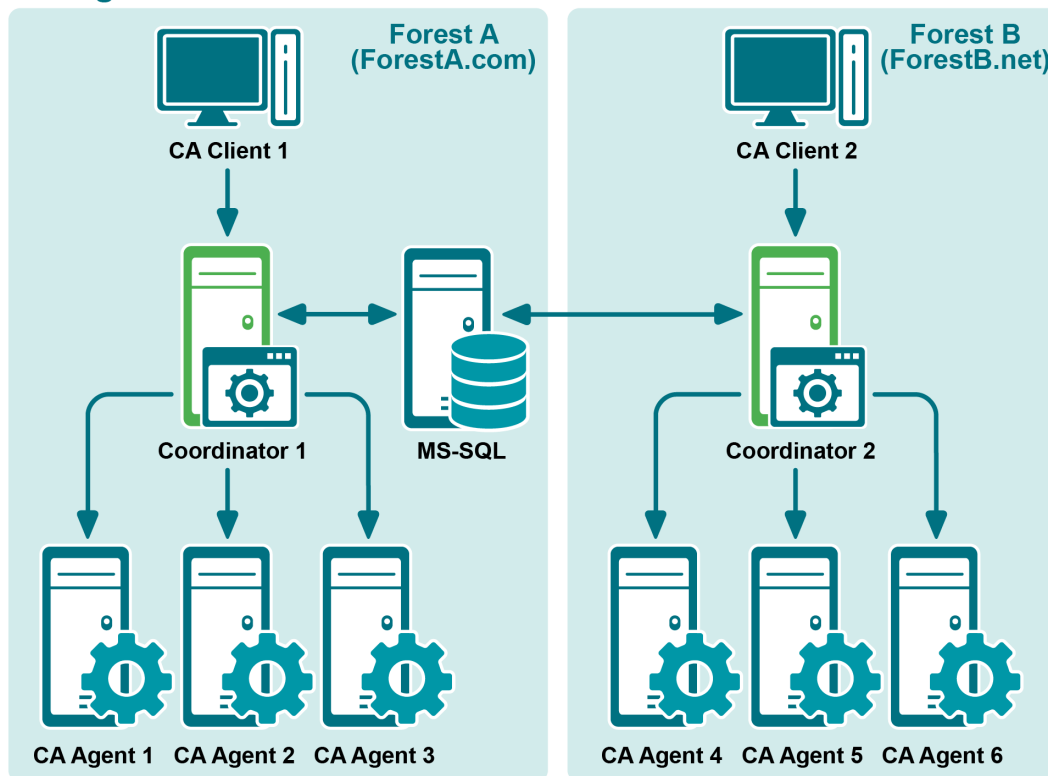 Forest A
(ForestA.com)
Forest B
(ForestB.net)
CA Client 1
CA Client 2
Coordinator 1
MS-SQL
Coordinator 2
CA Agent 1
CA Agent 2
CA Agent 3
CA Agent 4
CA Agent 5
CA Agent 6